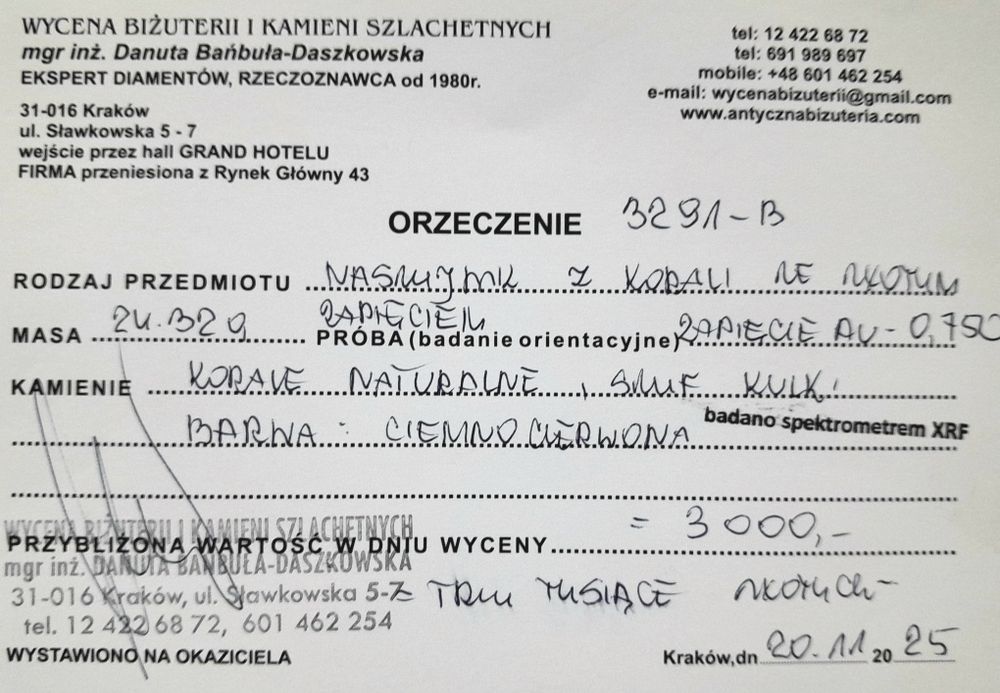 WYCENA BIŻUTERII I KAMIENI SZLACHETNYCH
mgr inż. Danuta Bańbuła-Daszkowska
EKSPERT DIAMENTÓW, RZECZOZNAWCA od 1980r.
31-016 Kraków
ul. Sławkowska 5 - 7
wejście przez hall GRAND HOTELU
FIRMA przeniesiona z Rynek Główny 43
tel: 12 422 68 72
tel: 691 989 697
mobile: +48 601 462 254
e-mail: wycenabizuterii@gmail.com
www.antycznabizuteria.com
ORZECZENIE 3291-B
RODZAJ PRZEDMIOTU NASZYJNIK Z KORALI ZE ZŁOTYM
ZAPIĘCIEM
MASA 24.320g PRÓBA (badanie orientacyjne) ZAPIĘCIE AU - 0,750
KAMIENIE KORALE NATURALNE, SZLIF KULKI
badano spektrometrem XRF
BARWA: CIEMNOCZERWONA
PRZYBLIŻONA WARTOŚĆ W DNIU WYCENY = 3000,-
TRZY TYSIĄCE ZŁOTYCH -
WYCENA BIŻUTERII I KAMIENI SZLACHETNYCH
mgr inż. DANUTA BAŃBUŁA-DASZKOWSKA
31-016 Kraków, ul. Sławkowska 5-7
tel. 12 422 68 72, 601 462 254
WYSTAWIONO NA OKAZICIELA
Kraków, dn 20.11 2025